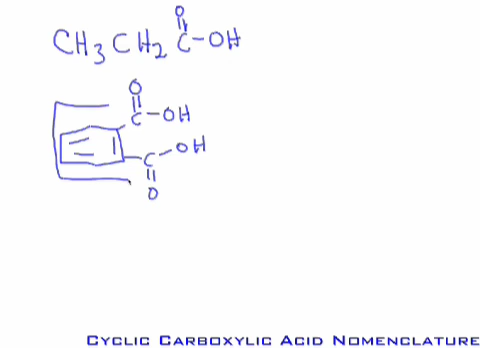 O
CH3CH2C-OH
O
C-OH
C-OH
O
CYCLIC CARBOXYLIC ACID NOMENCLATURE